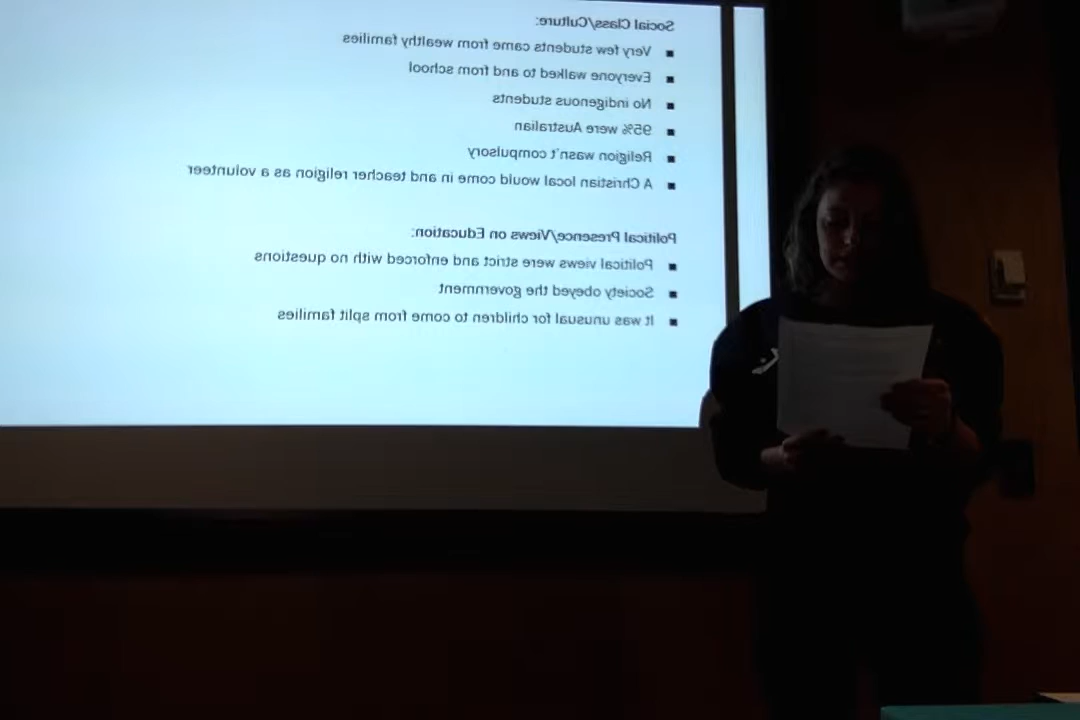 Social Class/Culture:
▪ Very few students came from wealthy families
▪ Everyone walked to and from school
▪ No indigenous students
▪ 95% were Australian
▪ Religion wasn't compulsory
▪ A Christian local would come in and teacher religion as a volunteer
Political Presence/Views on Education:
▪ Political views were strict and enforced with no questions
▪ Society obeyed the government
▪ It was unusual for children to come from split families